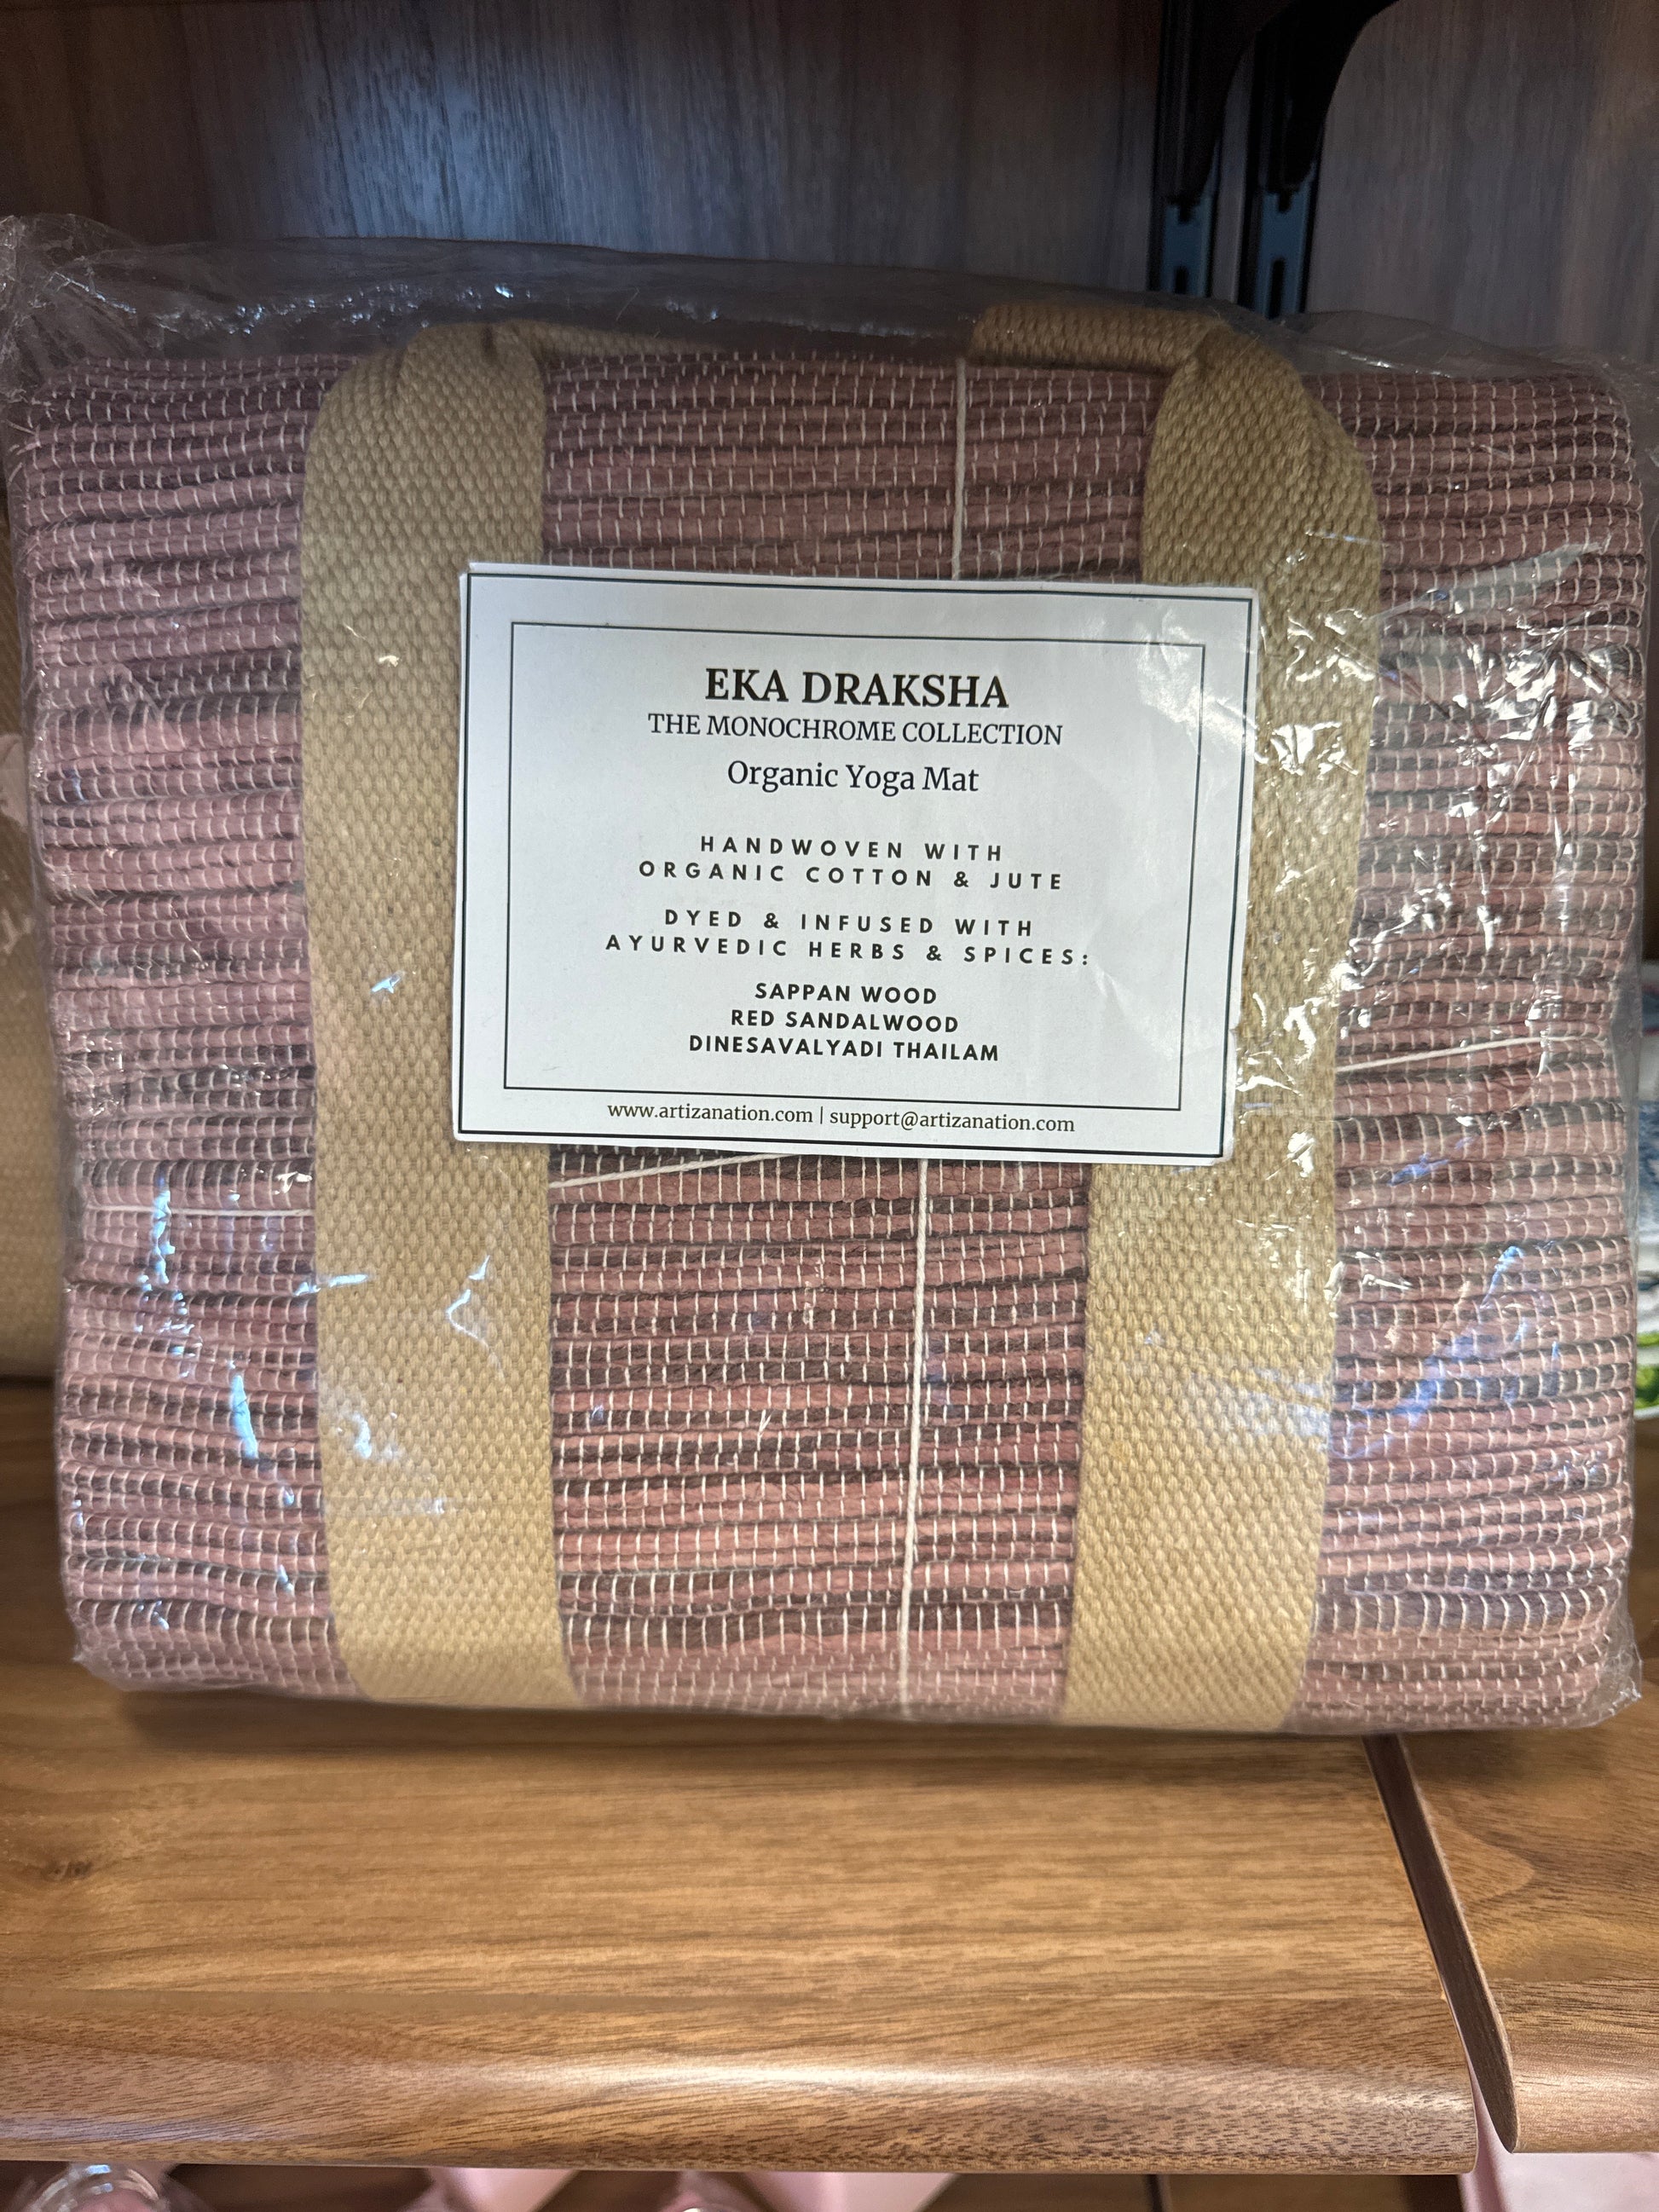 EKA DRAKSHA
THE MONOCHROME COLLECTION
Organic Yoga Mat
HANDWOVEN WITH
ORGANIC COTTON & JUTE
DYED & INFUSED WITH
AYURVEDIC HERBS & SPICES:
SAPPAN WOOD
RED SANDALWOOD
DINESAVALYADI THAILAM
www.artizanation.com | support@artizanation.com